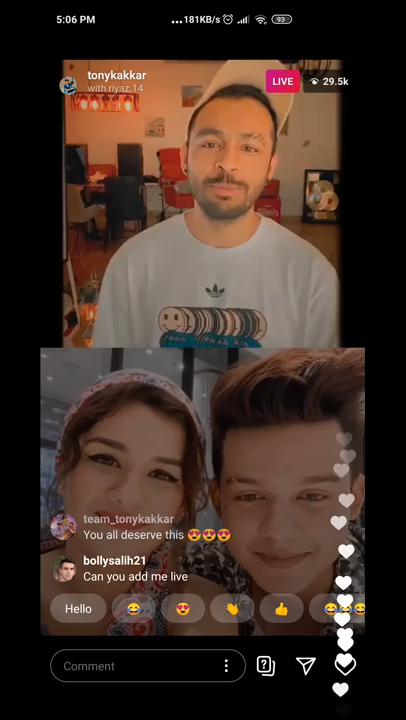 5:06 PM
...181KB/s
93
tonykakkar
with riyaz.14
LIVE
29.5k
team_tonykakkar
You all deserve this 😍😍😍
bollysalih21
Can you add me live
Hello
Comment